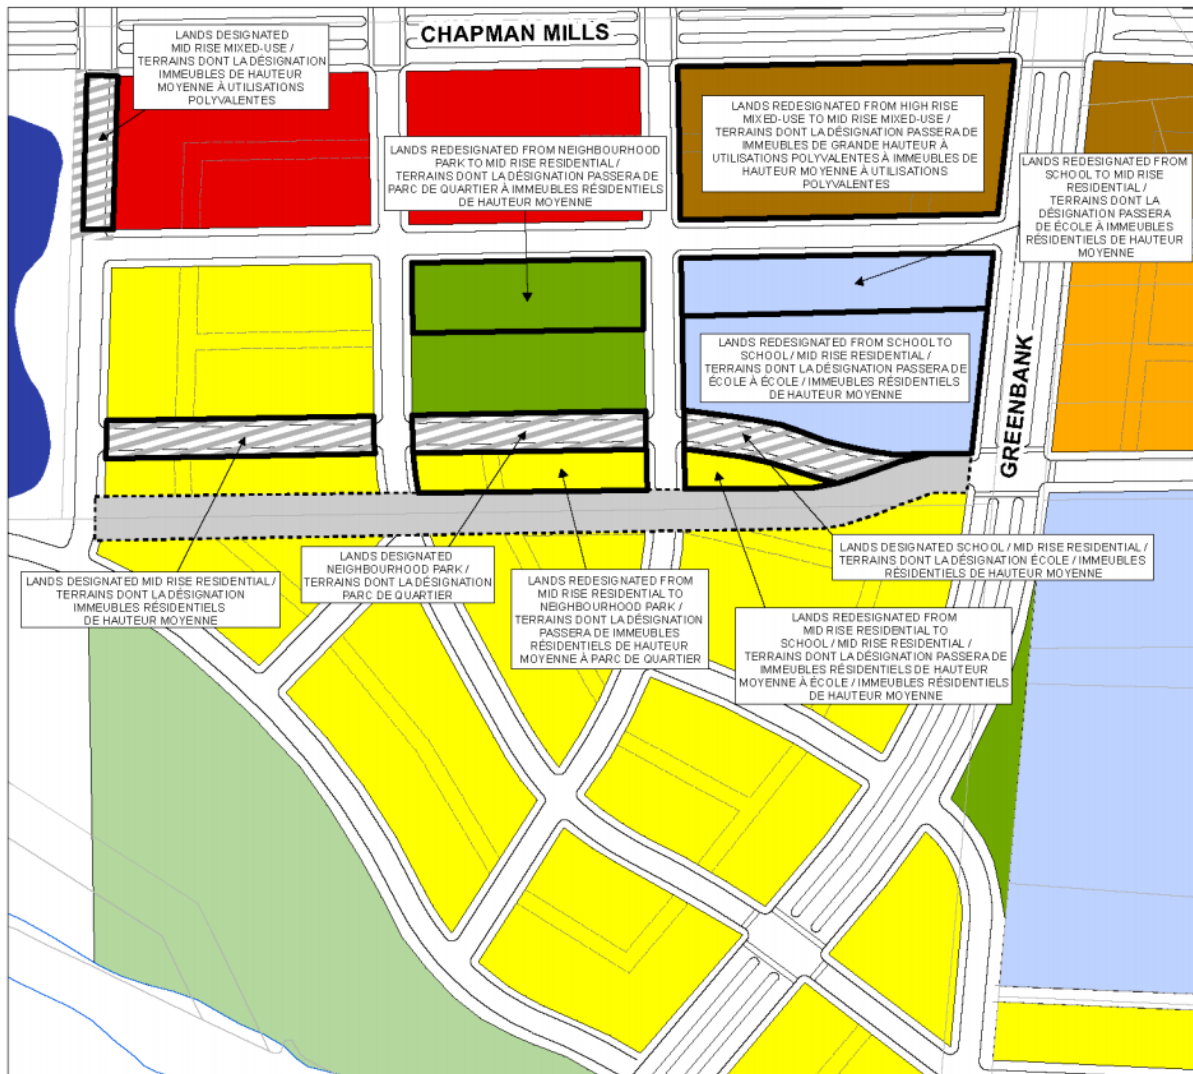 CHAPMAN MILLS
LANDS DESIGNATED
MID RISE MIXED-USE /
TERRAINS DONT LA DÉSIGNATION
IMMEUBLES DE HAUTEUR
MOYENNE À UTILISATIONS
POLYVALENTES
LANDS REDESIGNATED FROM NEIGHBOURHOOD
PARK TO MID RISE RESIDENTIAL /
TERRAINS DONT LA DÉSIGNATION PASSERA DE
PARC DE QUARTIER À IMMEUBLES RÉSIDENTIELS
DE HAUTEUR MOYENNE
LANDS REDESIGNATED FROM HIGH RISE
MIXED-USE TO MID RISE MIXED-USE /
TERRAINS DONT LA DÉSIGNATION PASSERA DE
IMMEUBLES DE GRANDE HAUTEUR À
UTILISATIONS POLYVALENTES À IMMEUBLES DE
HAUTEUR MOYENNE À UTILISATIONS
POLYVALENTES
LANDS REDESIGNATED FROM
SCHOOL TO MID RISE
RESIDENTIAL /
TERRAINS DONT LA
DÉSIGNATION PASSERA
DE ÉCOLE À IMMEUBLES
RÉSIDENTIELS DE HAUTEUR
MOYENNE
LANDS REDESIGNATED FROM SCHOOL TO
SCHOOL / MID RISE RESIDENTIAL /
TERRAINS DONT LA DÉSIGNATION PASSERA DE
ÉCOLE À ÉCOLE / IMMEUBLES RÉSIDENTIELS
DE HAUTEUR MOYENNE
GREENBANK
LANDS DESIGNATED MID RISE RESIDENTIAL /
TERRAINS DONT LA DÉSIGNATION
IMMEUBLES RÉSIDENTIELS
DE HAUTEUR MOYENNE
LANDS DESIGNATED
NEIGHBOURHOOD PARK /
TERRAINS DONT LA DÉSIGNATION
PARC DE QUARTIER
LANDS REDESIGNATED FROM
MID RISE RESIDENTIAL TO
NEIGHBOURHOOD PARK /
TERRAINS DONT LA DÉSIGNATION
PASSERA DE IMMEUBLES
RÉSIDENTIELS DE HAUTEUR
MOYENNE À PARC DE QUARTIER
LANDS DESIGNATED SCHOOL / MID RISE RESIDENTIAL /
TERRAINS DONT LA DÉSIGNATION ÉCOLE / IMMEUBLES
RÉSIDENTIELS DE HAUTEUR MOYENNE
LANDS REDESIGNATED FROM
MID RISE RESIDENTIAL TO
SCHOOL / MID RISE RESIDENTIAL /
TERRAINS DONT LA DÉSIGNATION PASSERA DE
IMMEUBLES RÉSIDENTIELS DE HAUTEUR
MOYENNE À ÉCOLE / IMMEUBLES RÉSIDENTIELS
DE HAUTEUR MOYENNE